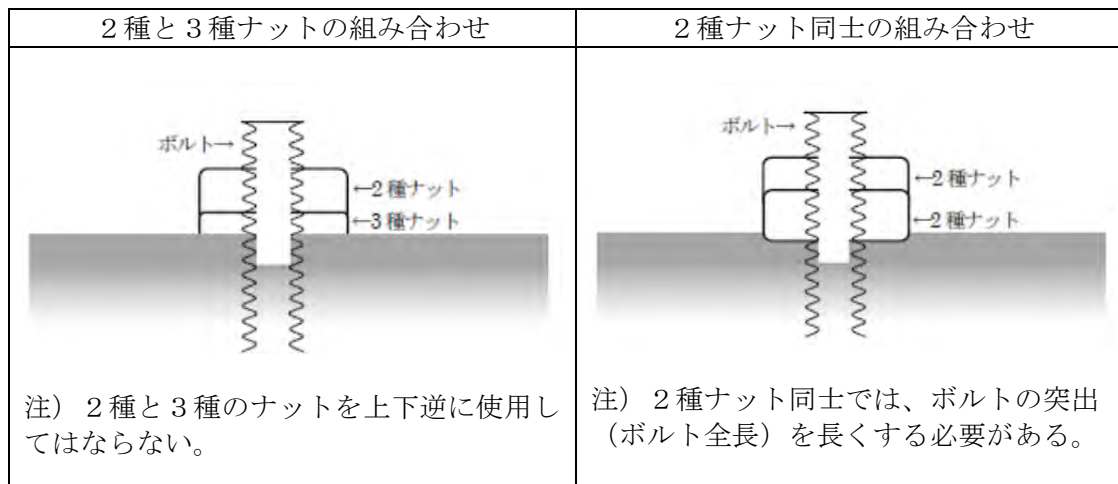 ２種と３種ナットの組み合わせ
ボルト→
←2種ナット
←3種ナット
注）２種と３種のナットを上下逆に使用し
てはならない。
２種ナット同士の組み合わせ
ボルト→
←2種ナット
←2種ナット
注）２種ナット同士では、ボルトの突出
（ボルト全長）を長くする必要がある。